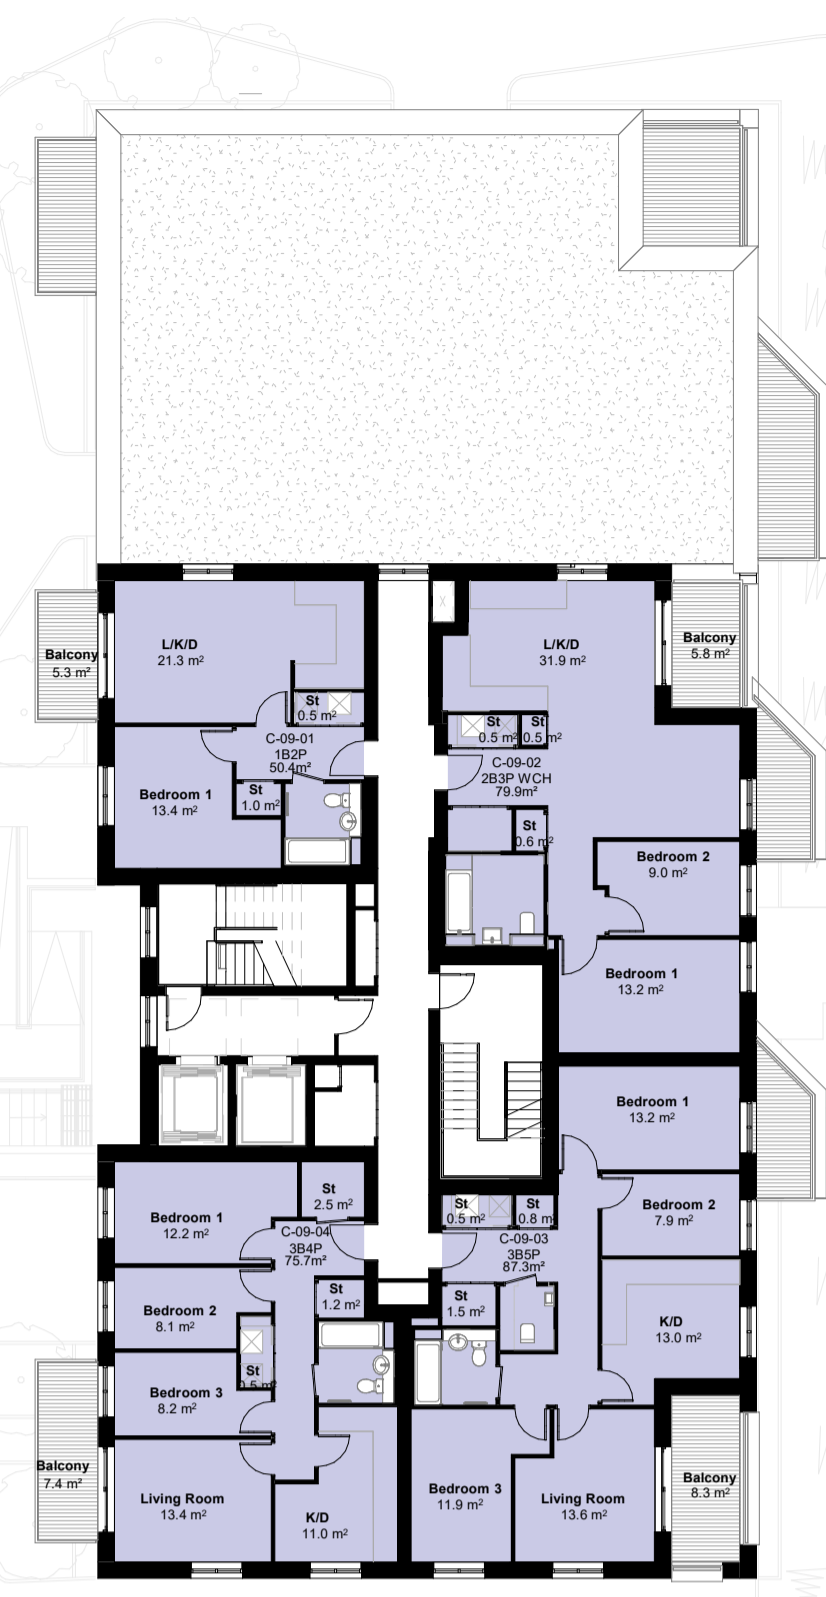 L/K/D
21.3 m²
Balcony
5.3 m²
St
0.5 m²
C-09-01
1B2P
50.4m²
Bedroom 1
13.4 m²
St
1.0 m²
L/K/D
31.9 m²
Balcony
5.8 m²
St
0.5 m²
St
0.5 m²
C-09-02
2B3P WCH
79.9m²
St
0.6 m²
Bedroom 2
9.0 m²
Bedroom 1
13.2 m²
Bedroom 1
13.2 m²
Bedroom 2
7.9 m²
St
0.5 m²
St
0.8 m²
C-09-03
3B5P
87.3m²
St
1.5 m²
K/D
13.0 m²
Bedroom 3
11.9 m²
Living Room
13.6 m²
Balcony
8.3 m²
Bedroom 1
12.2 m²
St
2.5 m²
C-09-04
3B4P
75.7m²
St
1.2 m²
Bedroom 2
8.1 m²
Bedroom 3
8.2 m²
St
0.5 m²
Balcony
7.4 m²
Living Room
13.4 m²
K/D
11.0 m²